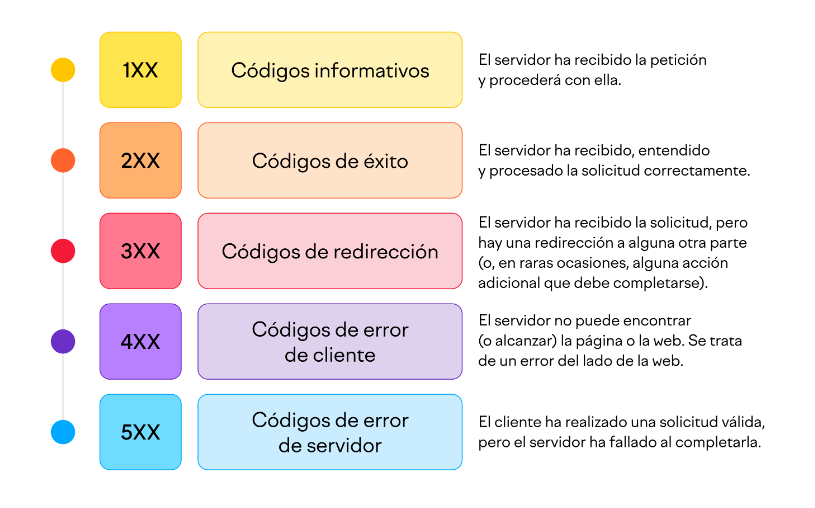 1XX
Códigos informativos
El servidor ha recibido la petición
y procederá con ella.
2XX
Códigos de éxito
El servidor ha recibido, entendido
y procesado la solicitud correctamente.
3XX
Códigos de redirección
El servidor ha recibido la solicitud, pero
hay una redirección a alguna otra parte
(o, en raras ocasiones, alguna acción
adicional que debe completarse).
4XX
Códigos de error
de cliente
El servidor no puede encontrar
(o alcanzar) la página o la web. Se trata
de un error del lado de la web.
5XX
Códigos de error
de servidor
El cliente ha realizado una solicitud válida,
pero el servidor ha fallado al completarla.